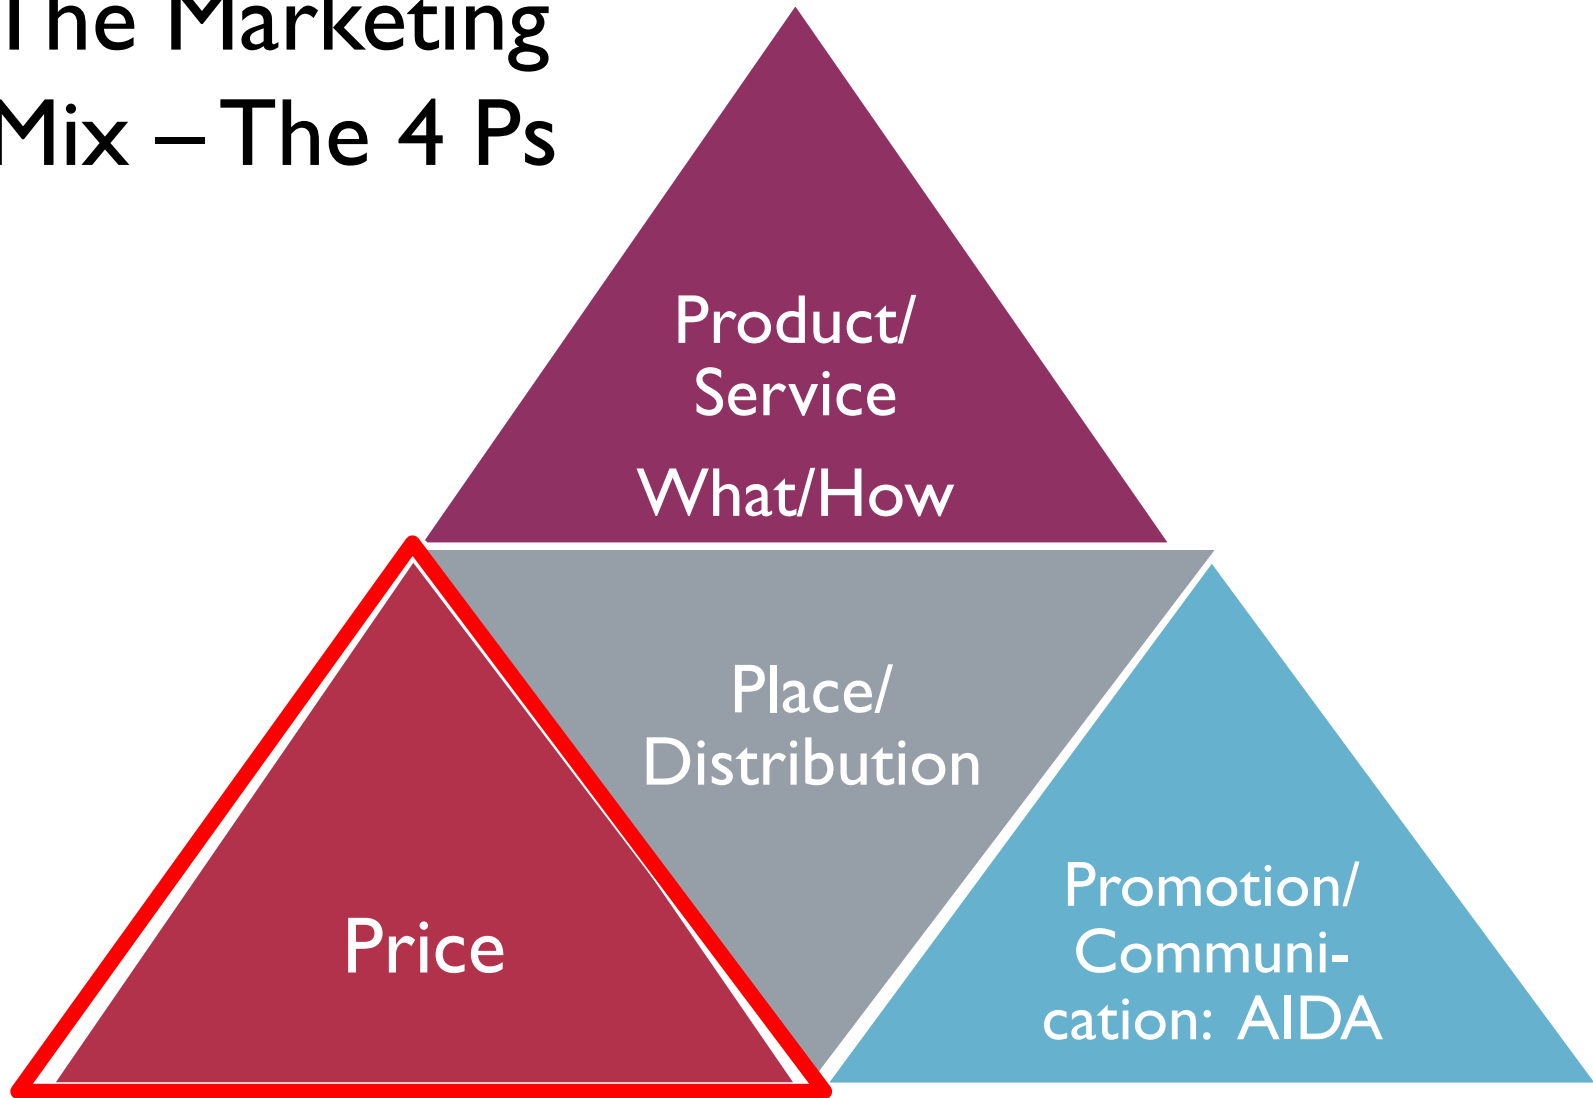 The Marketing
Mix – The 4 Ps
Product/
Service
What/How
Place/
Distribution
Price
Promotion/
Communi-
cation: AIDA